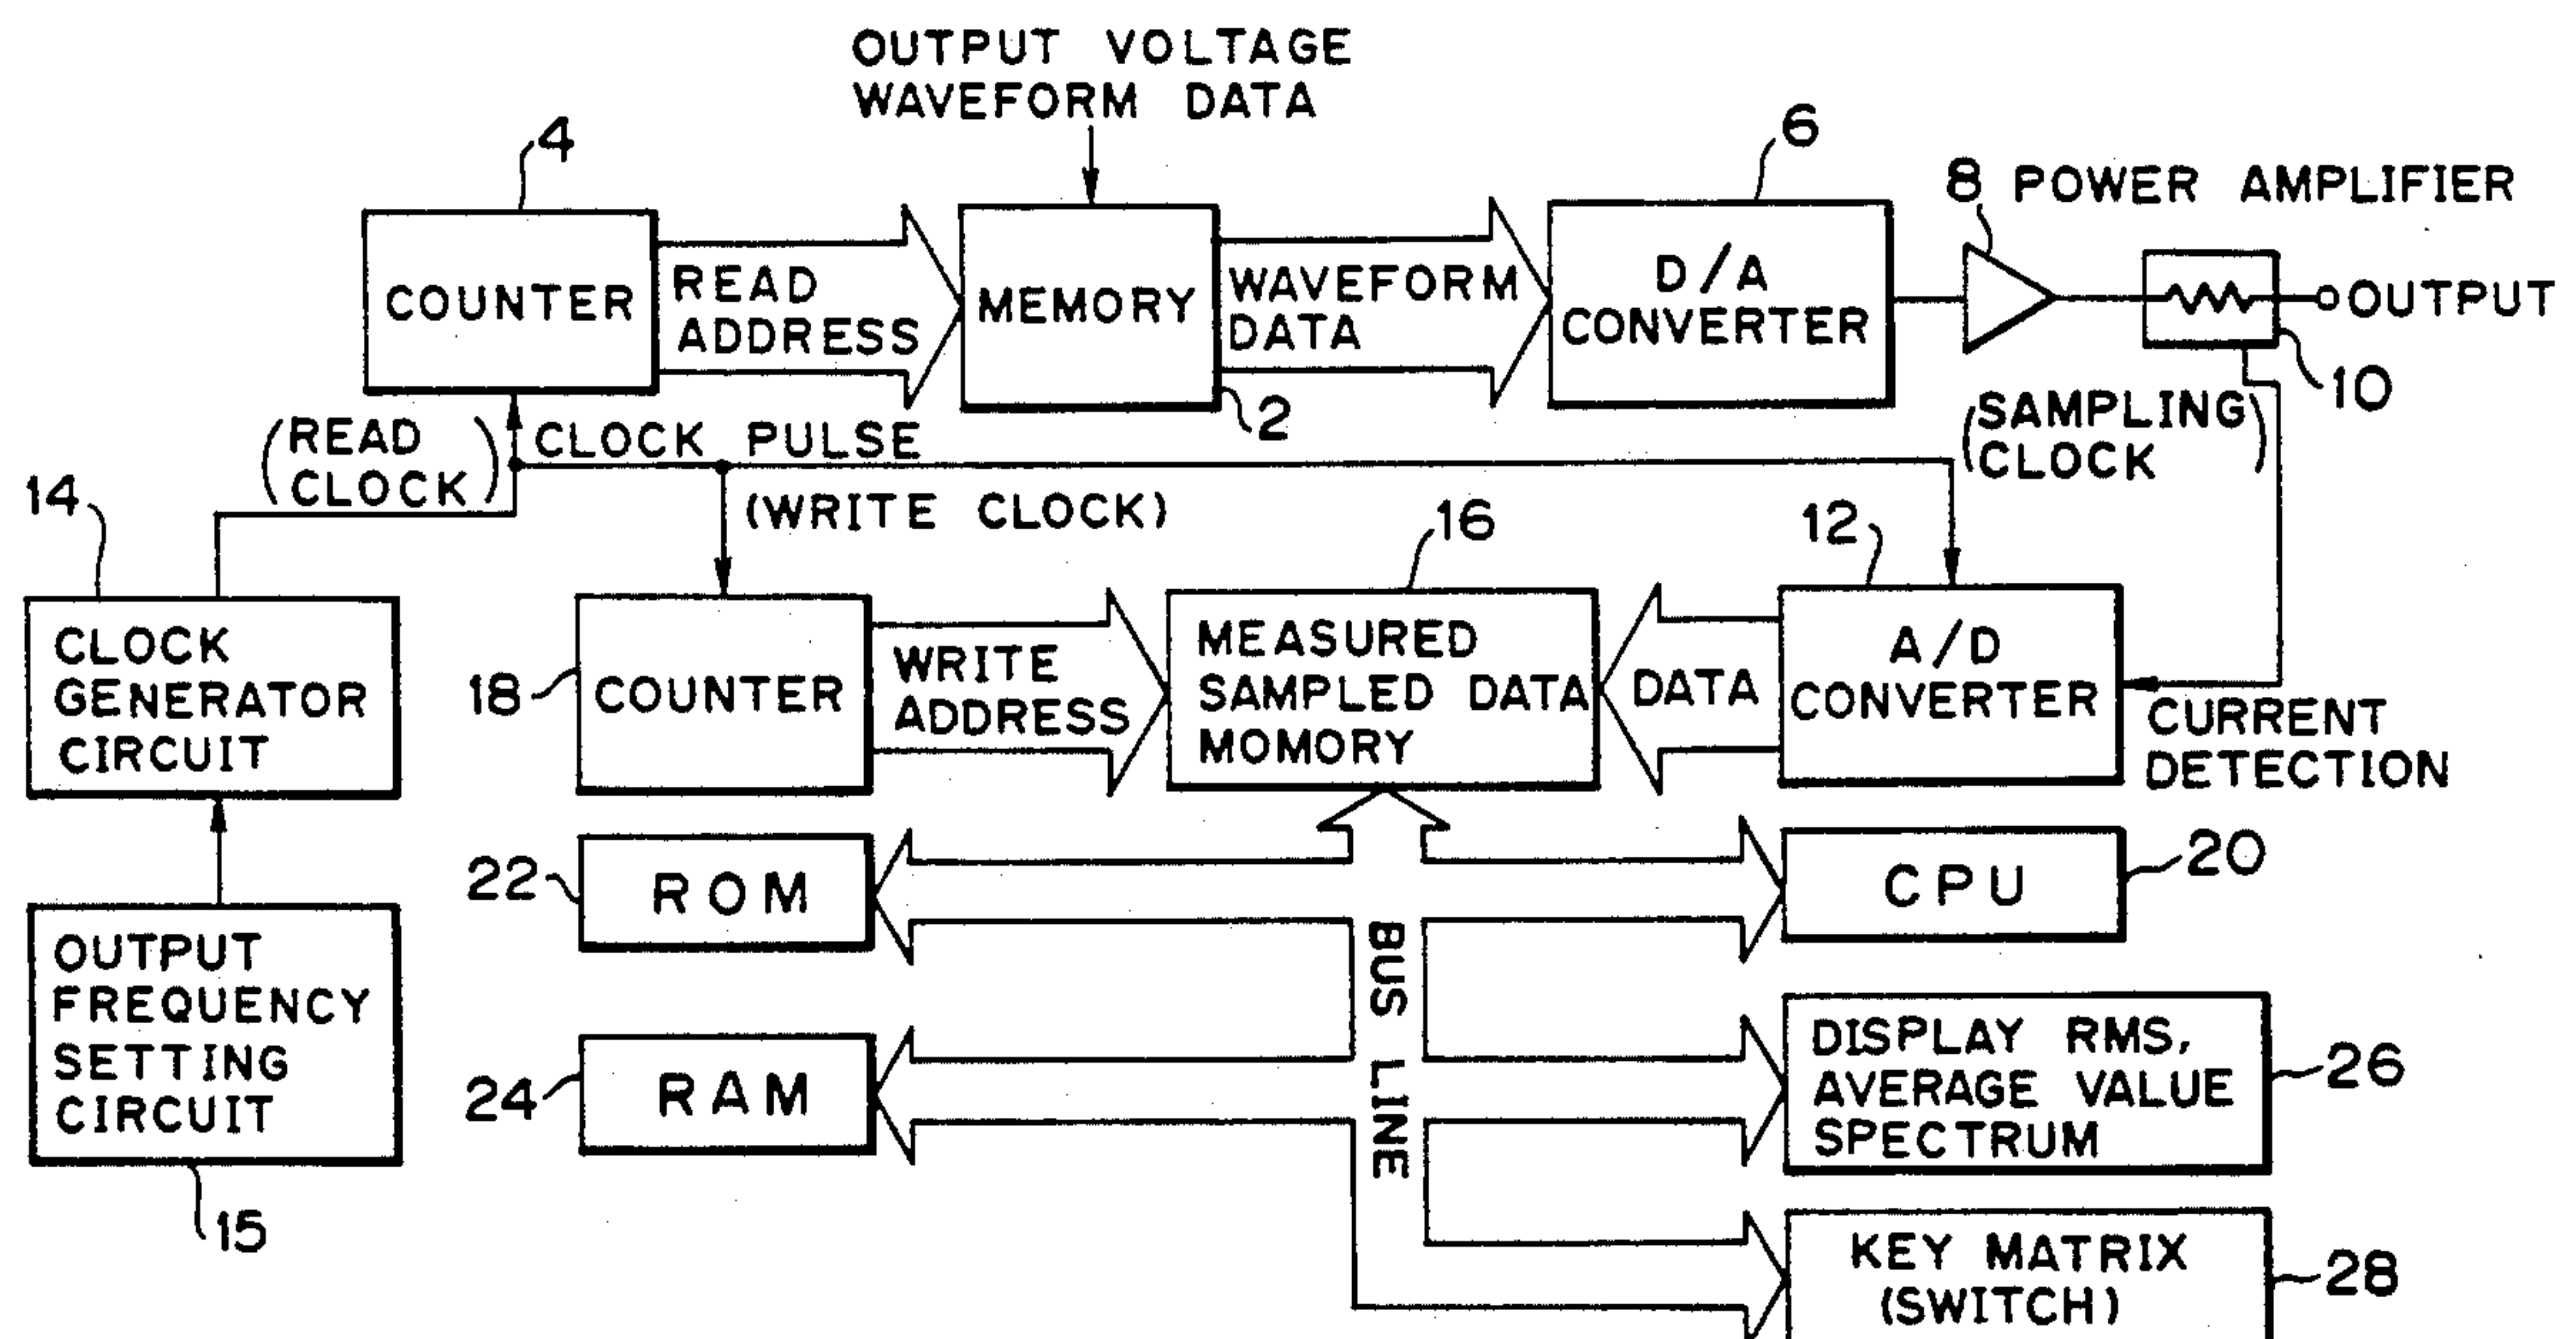 OUTPUT VOLTAGE
WAVEFORM DATA
4
6
8 POWER AMPLIFIER
COUNTER
READ
ADDRESS
MEMORY
WAVEFORM
DATA
D/A
CONVERTER
OUTPUT
10
2
(READ
CLOCK)
CLOCK PULSE
(SAMPLING
CLOCK)
14
(WRITE CLOCK)
16
12
CLOCK
GENERATOR
CIRCUIT
18
COUNTER
WRITE
ADDRESS
MEASURED
SAMPLED DATA
MOMORY
DATA
A/D
CONVERTER
CURRENT
DETECTION
22
ROM
CPU
20
OUTPUT
FREQUENCY
SETTING
CIRCUIT
15
BUS LINE
24
RAM
DISPLAY RMS,
AVERAGE VALUE
SPECTRUM
26
KEY MATRIX
(SWITCH)
28